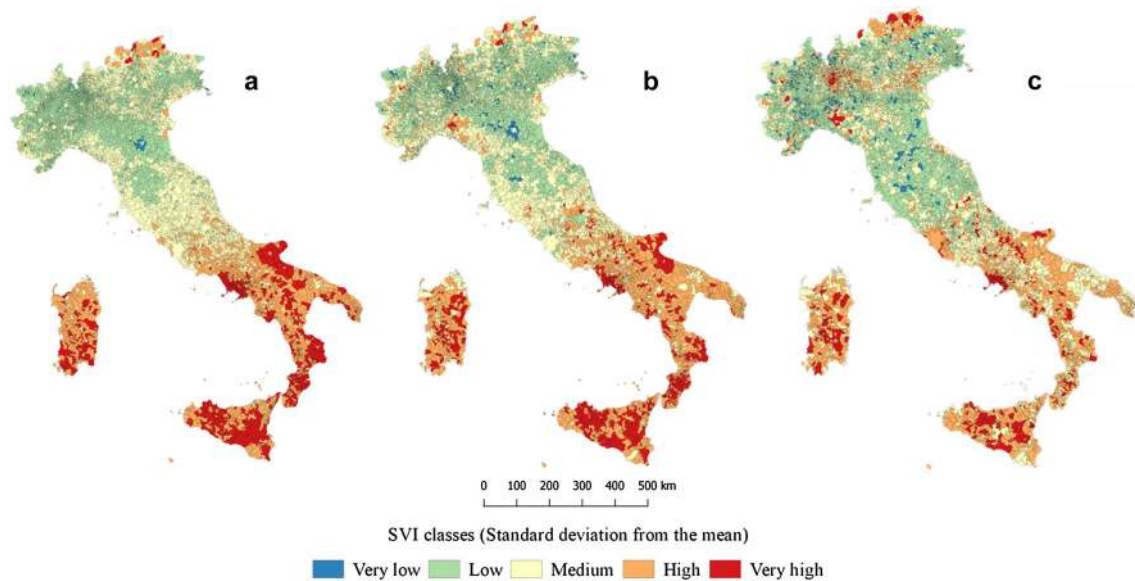 a
b
c
0 100 200 300 400 500 km
SVI classes (Standard deviation from the mean)
Very low Low Medium High Very high